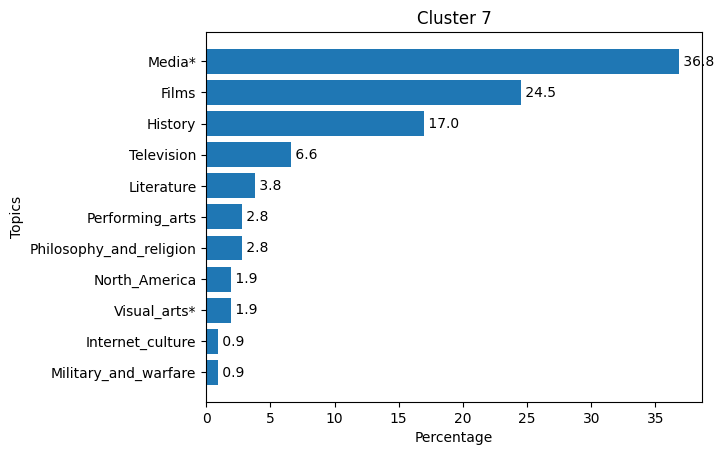 Cluster 7
Topics
Media* 36.8
Films 24.5
History 17.0
Television 6.6
Literature 3.8
Performing_arts 2.8
Philosophy_and_religion 2.8
North_America 1.9
Visual_arts* 1.9
Internet_culture 0.9
Military_and_warfare 0.9
0 5 10 15 20 25 30 35
Percentage